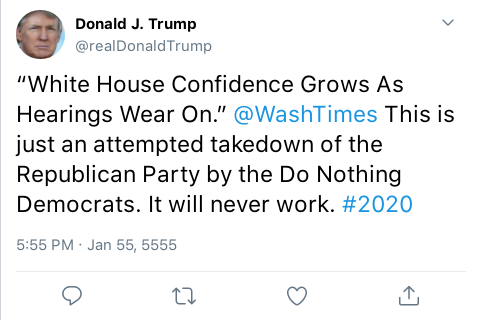 Donald J. Trump
@realDonaldTrump
“White House Confidence Grows As
Hearings Wear On.” @WashTimes This is
just an attempted takedown of the
Republican Party by the Do Nothing
Democrats. It will never work. #2020
5:55 PM · Jan 55, 5555